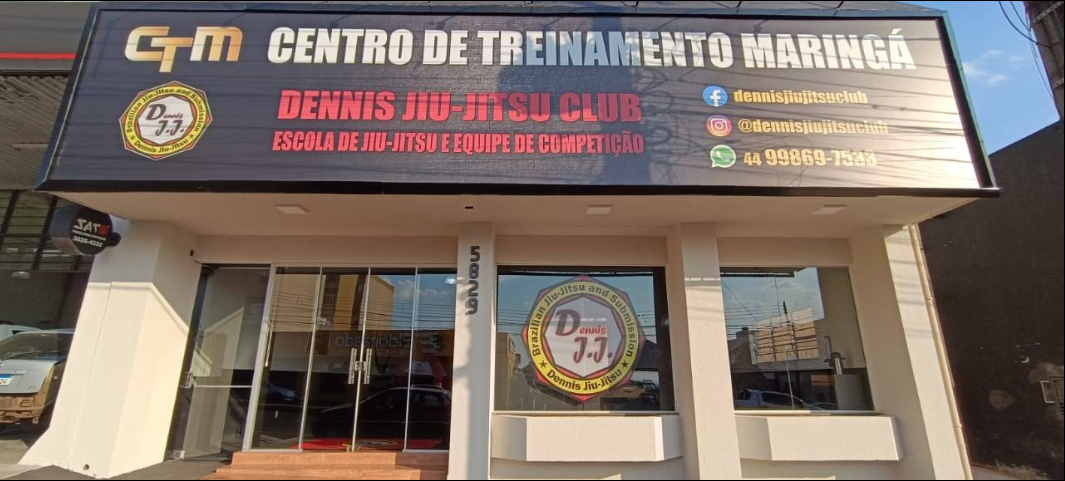 CTM
CENTRO DE TREINAMENTO MARINGÁ
DENNIS JIU-JITSU CLUB
ESCOLA DE JIU-JITSU E EQUIPE DE COMPETIÇÃO
dennisjiujitsuclub
@dennisjiujitsuclub
44 99869-7533
Brazilian Jiu-Jitsu and Submission
Dennis
J.J.
Dennis Jiu-Jitsu
5829
Brazilian Jiu-Jitsu and Submission
Dennis
J.J.
Dennis Jiu-Jitsu